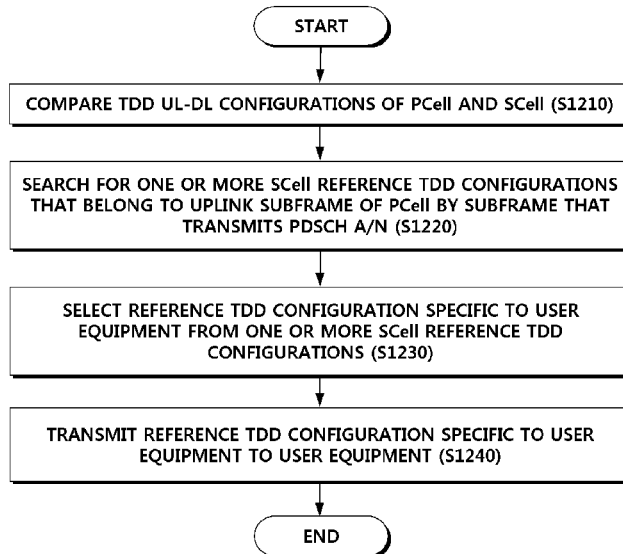 START
COMPARE TDD UL-DL CONFIGURATIONS OF PCell AND SCell (S1210)
SEARCH FOR ONE OR MORE SCell REFERENCE TDD CONFIGURATIONS
THAT BELONG TO UPLINK SUBFRAME OF PCell BY SUBFRAME THAT
TRANSMITS PDSCH A/N (S1220)
SELECT REFERENCE TDD CONFIGURATION SPECIFIC TO USER
EQUIPMENT FROM ONE OR MORE SCell REFERENCE TDD
CONFIGURATIONS (S1230)
TRANSMIT REFERENCE TDD CONFIGURATION SPECIFIC TO USER
EQUIPMENT TO USER EQUIPMENT (S1240)
END